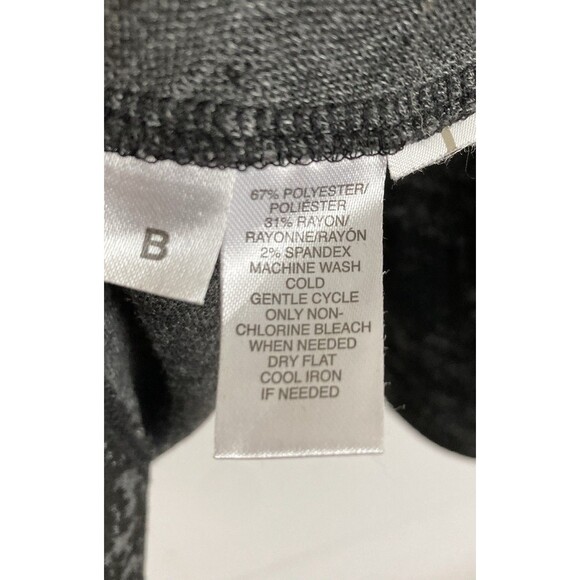 B
67% POLYESTER/
POLIÉSTER
31% RAYON/
RAYONNE/RAYÓN
2% SPANDEX
MACHINE WASH
COLD
GENTLE CYCLE
ONLY NON-
CHLORINE BLEACH
WHEN NEEDED
DRY FLAT
COOL IRON
IF NEEDED